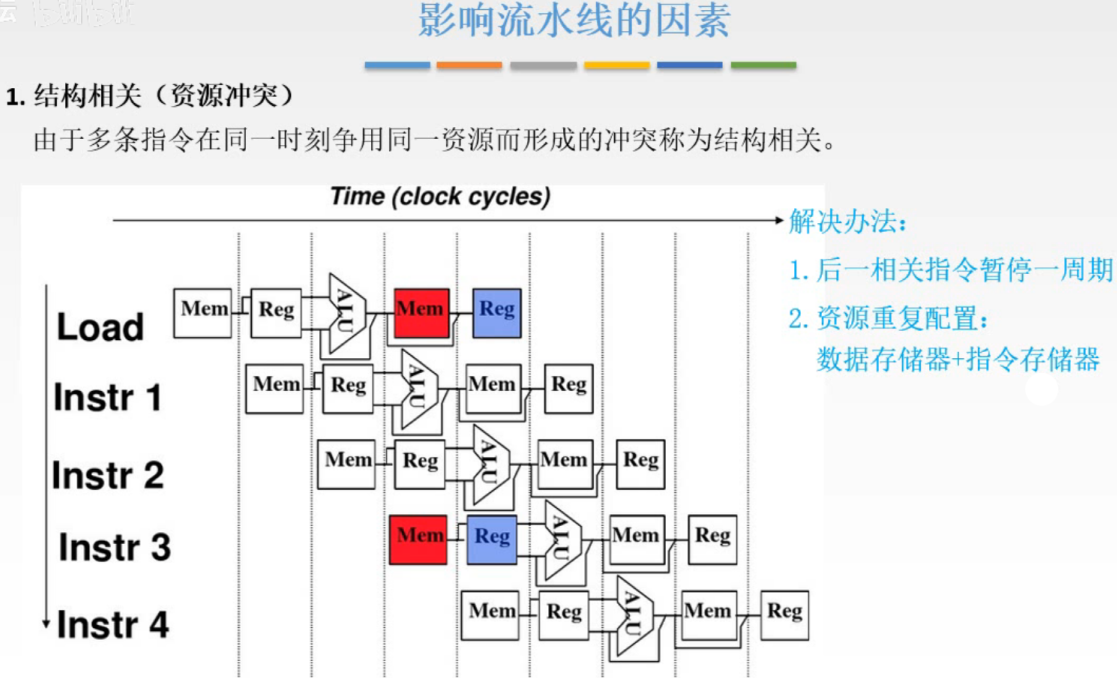 影响流水线的因素
1. 结构相关（资源冲突）
由于多条指令在同一时刻争用同一资源而形成的冲突称为结构相关。
Time (clock cycles)
解决办法：
1. 后一相关指令暂停一周期
2. 资源重复配置：
数据存储器+指令存储器
Load Mem Reg ALU Mem Reg
Instr 1 Mem Reg ALU Mem Reg
Instr 2 Mem Reg ALU Mem Reg
Instr 3 Mem Reg ALU Mem Reg
Instr 4 Mem Reg ALU Mem Reg